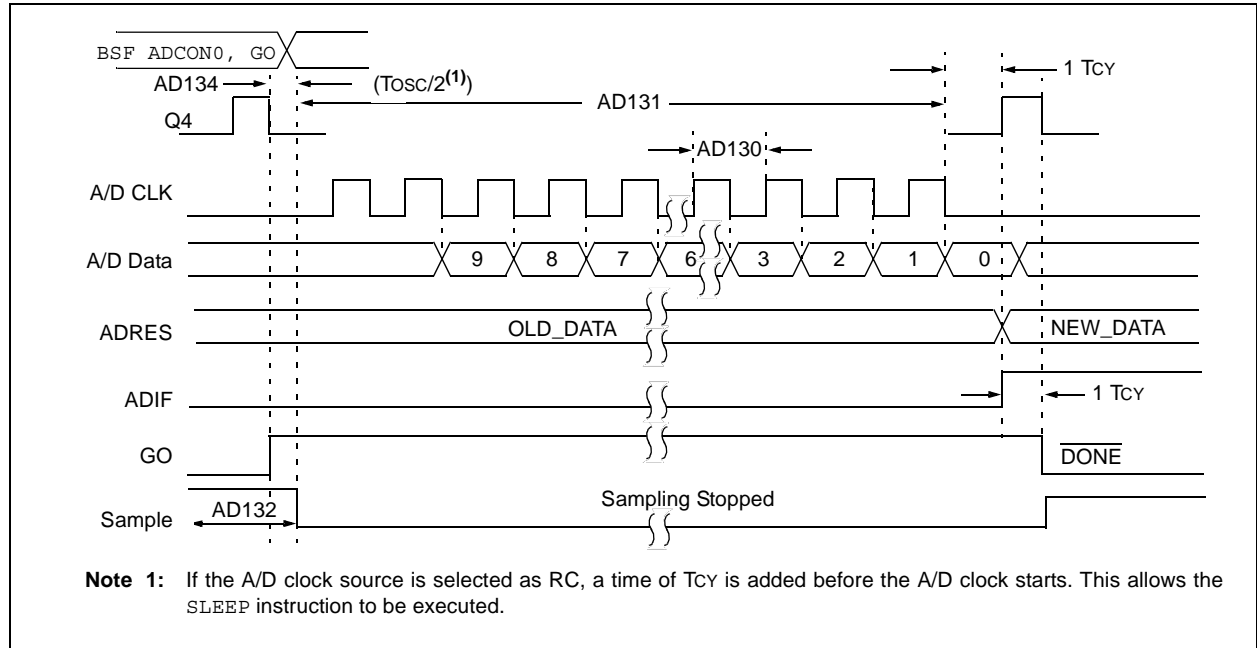 BSF ADCON0, GO
AD134
(TOSC/2(1))
1 TCY
AD131
Q4
AD130
A/D CLK
A/D Data
9 8 7 6 3 2 1 0
ADRES
OLD_DATA
NEW_DATA
ADIF
1 TCY
GO
DONE
Sample
AD132
Sampling Stopped
Note 1: If the A/D clock source is selected as RC, a time of TCY is added before the A/D clock starts. This allows the
SLEEP instruction to be executed.